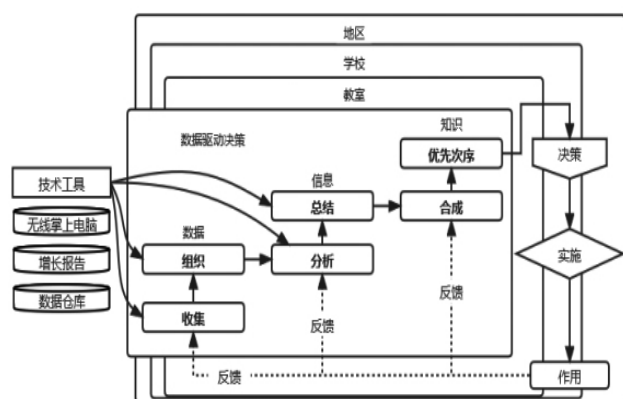 地区
学校
教室
数据驱动决策
知识
优先次序
决策
信息
技术工具
总结
合成
无线掌上电脑
数据
组织
分析
实施
增长报告
反馈
数据仓库
收集
反馈
反馈
作用